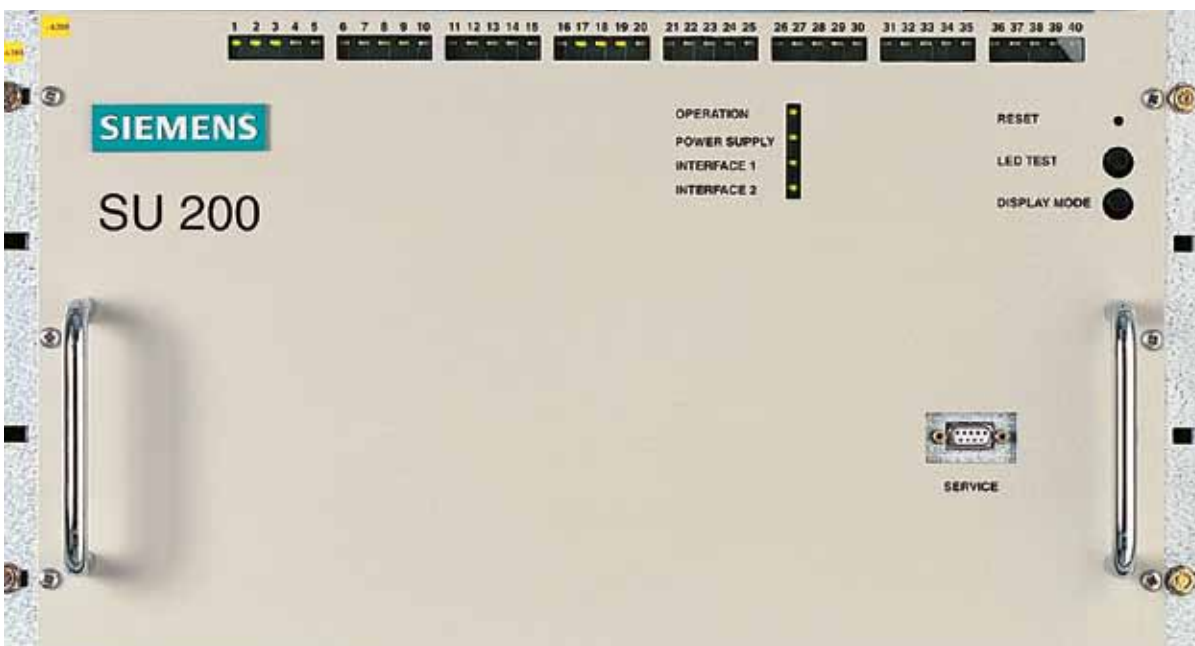 1 2 3 4 5 6 7 8 9 10 11 12 13 14 15 16 17 18 19 20 21 22 23 24 25 26 27 28 29 30 31 32 33 34 35 36 37 38 39 40
SIEMENS
SU 200
OPERATION
POWER SUPPLY
INTERFACE 1
INTERFACE 2
RESET
LED TEST
DISPLAY MODE
SERVICE